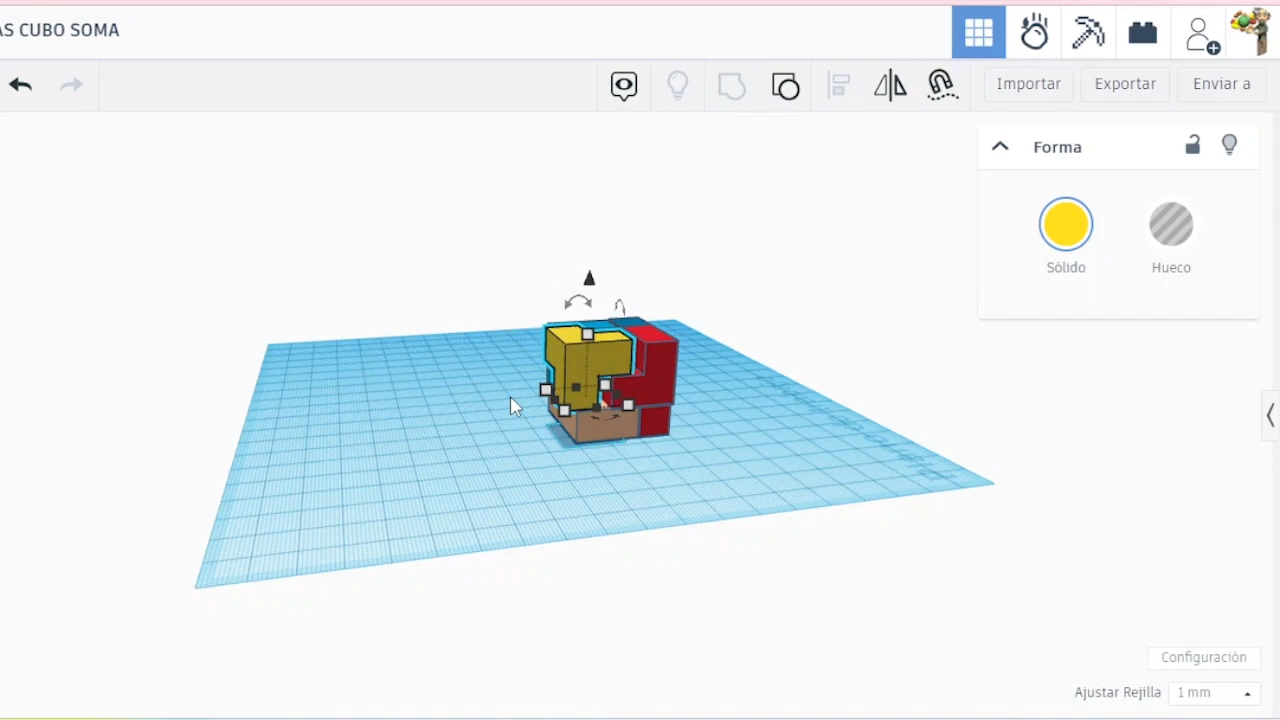 AS CUBO SOMA
Importar
Exportar
Enviar a
Forma
Sólido
Hueco
Configuración
Ajustar Rejilla
1 mm